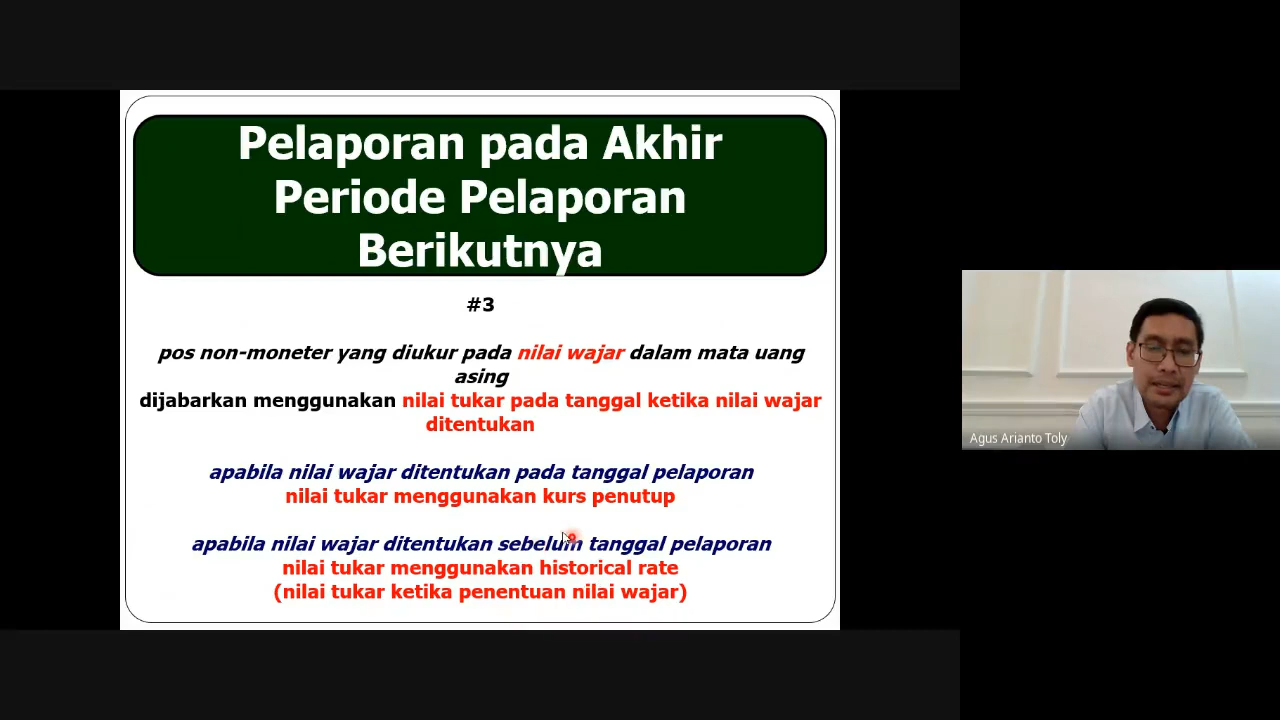 Pelaporan pada Akhir
Periode Pelaporan
Berikutnya
#3
pos non-moneter yang diukur pada nilai wajar dalam mata uang
asing
dijabarkan menggunakan nilai tukar pada tanggal ketika nilai wajar
ditentukan
apabila nilai wajar ditentukan pada tanggal pelaporan
nilai tukar menggunakan kurs penutup
apabila nilai wajar ditentukan sebelum tanggal pelaporan
nilai tukar menggunakan historical rate
(nilai tukar ketika penentuan nilai wajar)
Agus Arianto Toly